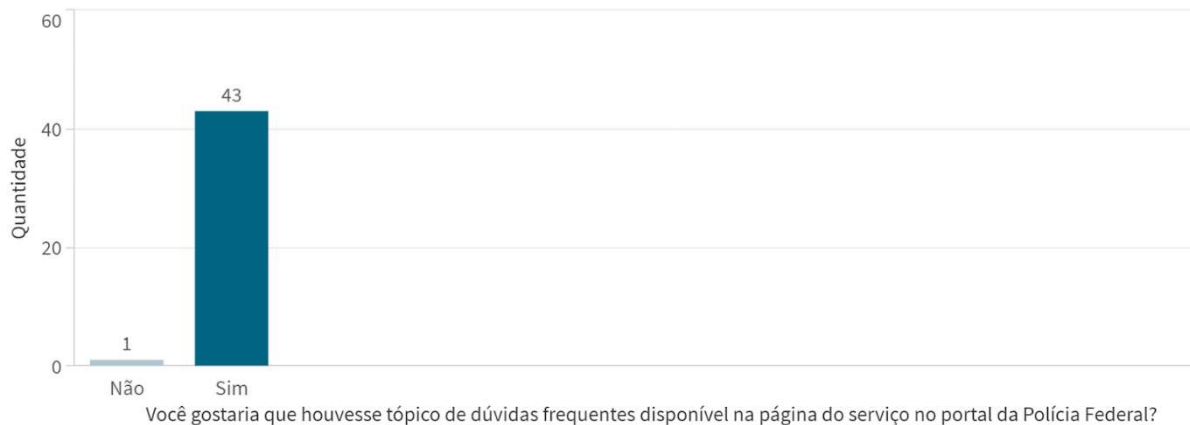 60
40
20
0
Quantidade
43
1
Não
Sim
Você gostaria que houvesse tópico de dúvidas frequentes disponível na página do serviço no portal da Polícia Federal?